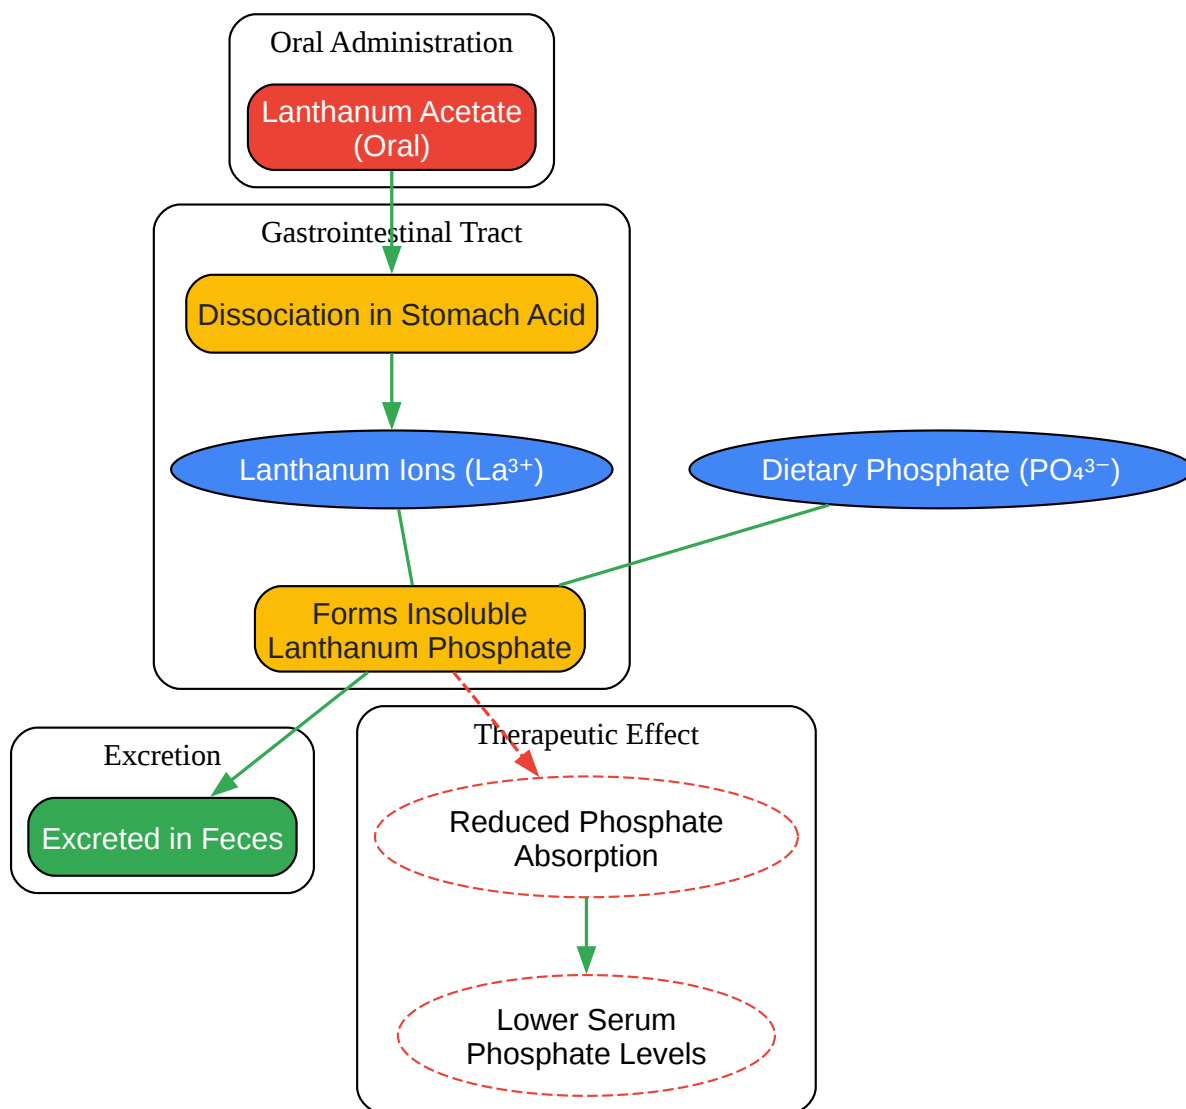 Oral Administration
Lanthanum Acetate
(Oral)
Gastrointestinal Tract
Dissociation in Stomach Acid
Lanthanum Ions (La³⁺)
Dietary Phosphate (PO₄³⁻)
Forms Insoluble
Lanthanum Phosphate
Excretion
Excreted in Feces
Therapeutic Effect
Reduced Phosphate
Absorption
Lower Serum
Phosphate Levels